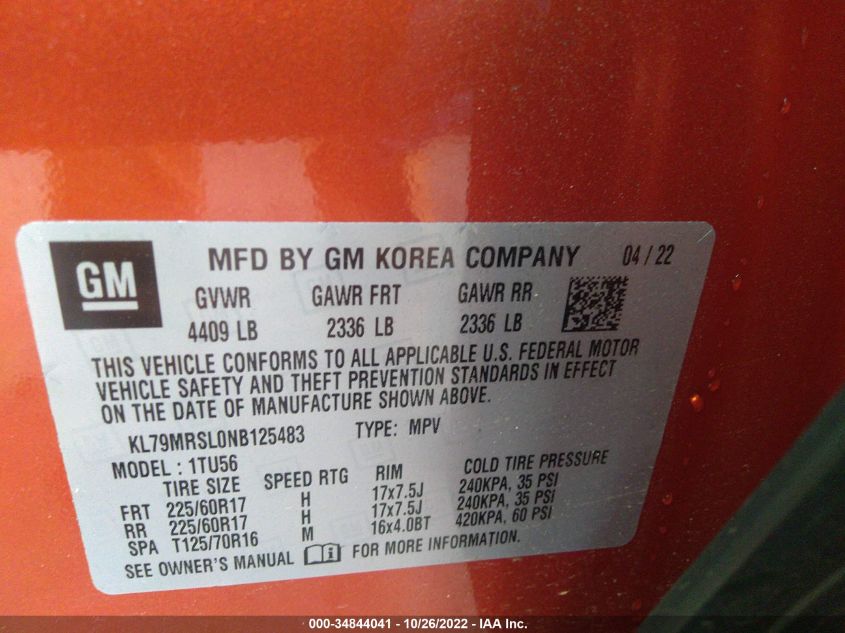 GM
MFD BY GM KOREA COMPANY 04 / 22
GVWR GAWR FRT GAWR RR
4409 LB 2336 LB 2336 LB
THIS VEHICLE CONFORMS TO ALL APPLICABLE U.S. FEDERAL MOTOR
VEHICLE SAFETY AND THEFT PREVENTION STANDARDS IN EFFECT
ON THE DATE OF MANUFACTURE SHOWN ABOVE.
KL79MRSL0NB125483 TYPE: MPV
MODEL : 1TU56
TIRE SIZE SPEED RTG RIM COLD TIRE PRESSURE
FRT 225/60R17 H 17x7.5J 240KPA, 35 PSI
RR 225/60R17 H 17x7.5J 240KPA, 35 PSI
SPA T125/70R16 M 16x4.0BT 420KPA, 60 PSI
SEE OWNER'S MANUAL FOR MORE INFORMATION.
000-34844041 - 10/26/2022 - IAA Inc.